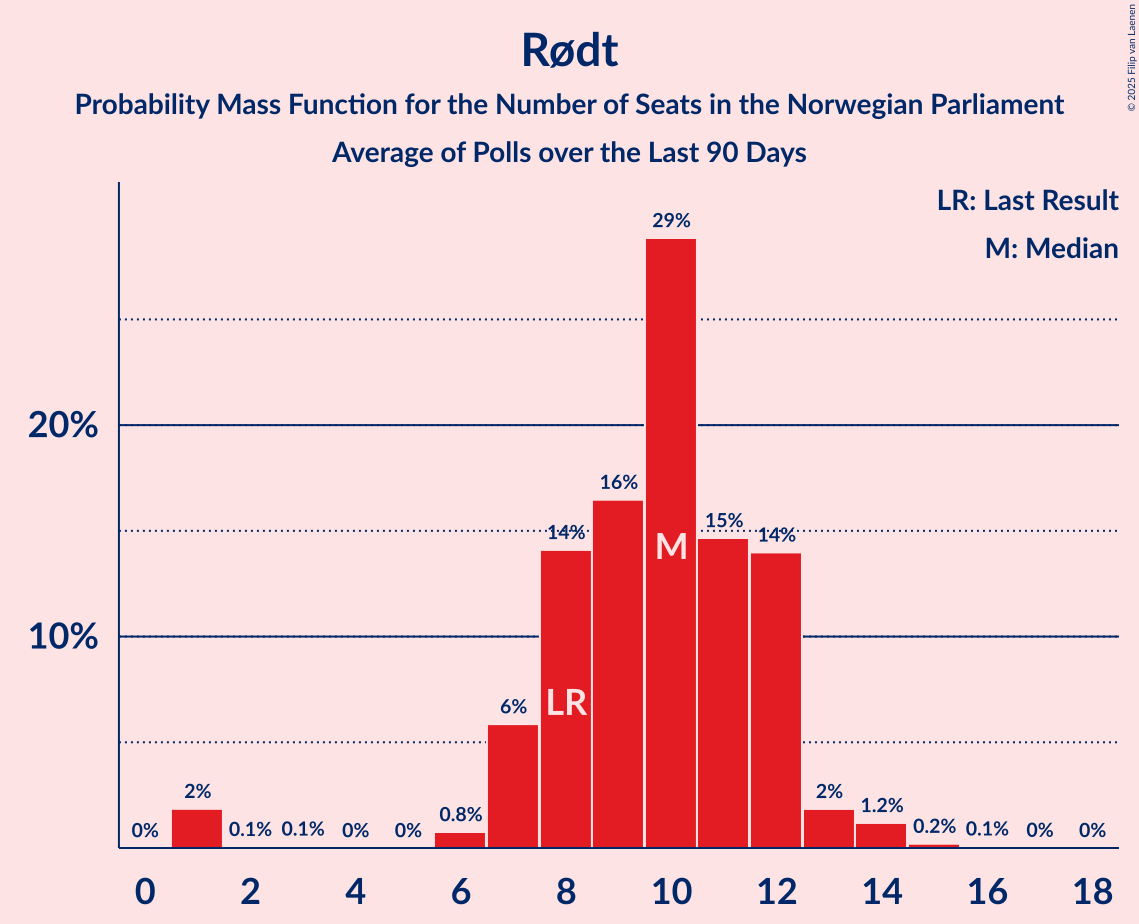 Rødt
Probability Mass Function for the Number of Seats in the Norwegian Parliament
Average of Polls over the Last 90 Days
© 2025 Filip van Laenen
LR: Last Result
M: Median
20%
10%
0%
2%
0.1%
0.1%
0%
0%
0.8%
6%
14%
16%
29%
15%
14%
2%
1.2%
0.2%
0.1%
0%
0%
LR
M
0 2 4 6 8 10 12 14 16 18